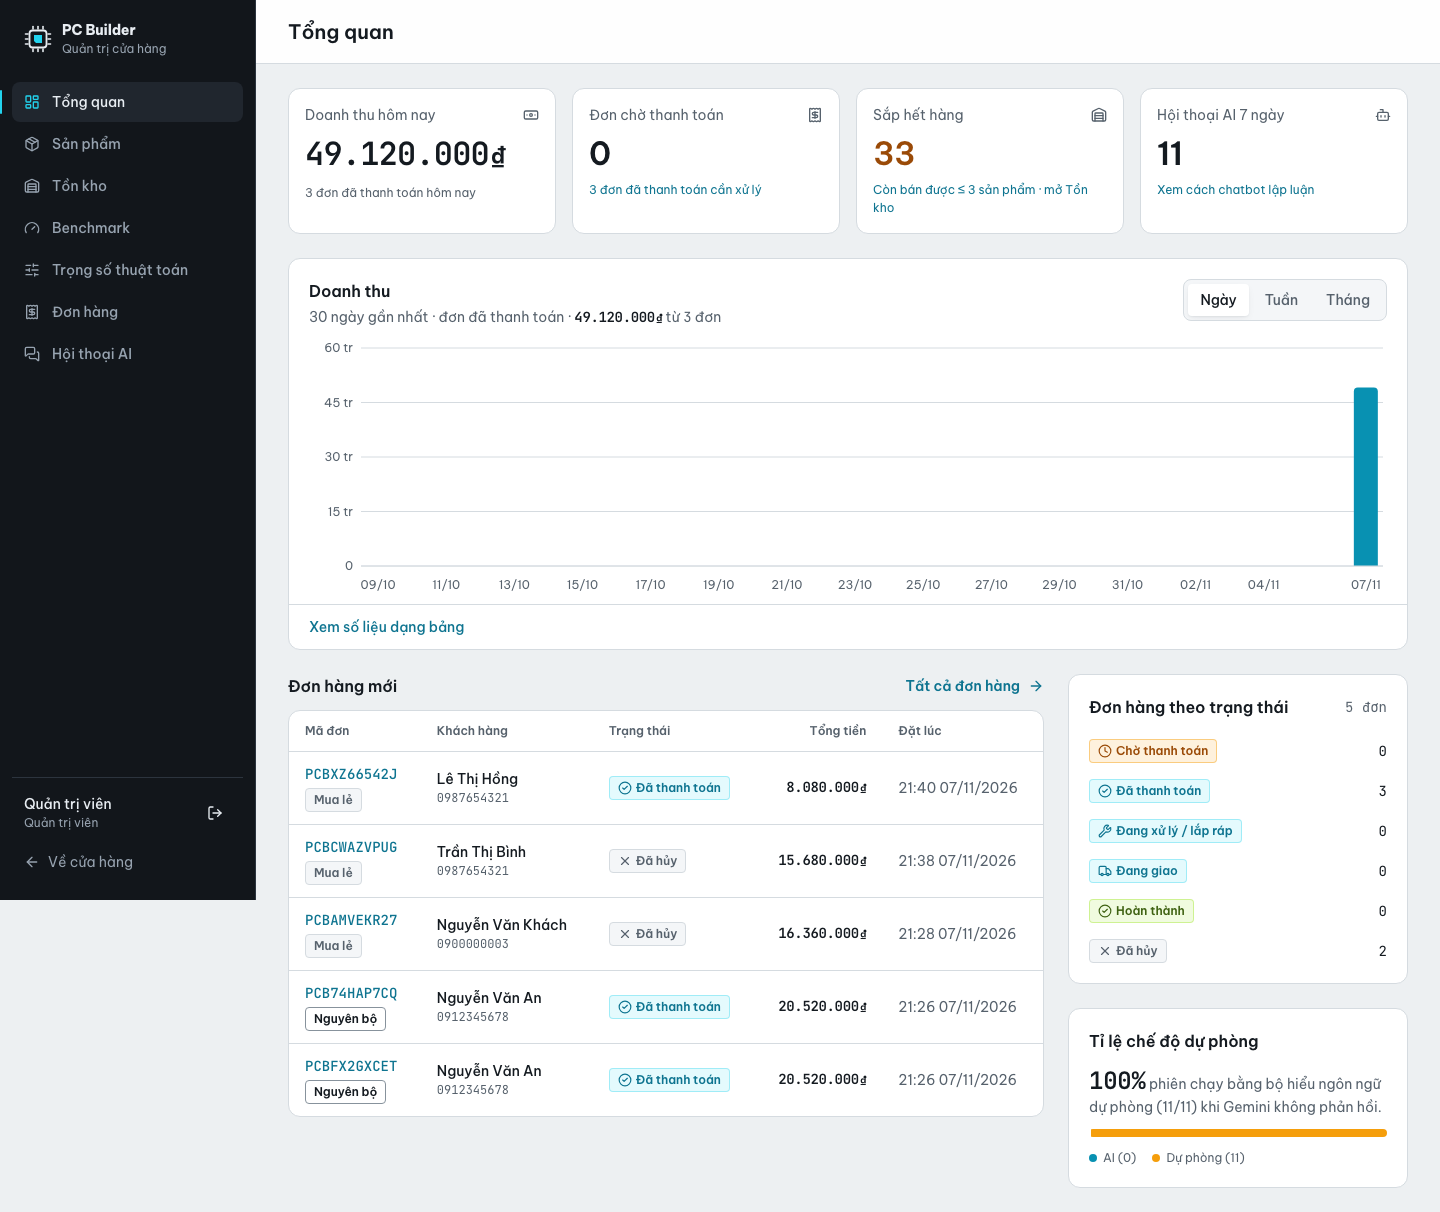 PC Builder
Quản trị cửa hàng
Tổng quan
Sản phẩm
Tồn kho
Benchmark
Trọng số thuật toán
Đơn hàng
Hội thoại AI
Quản trị viên
Quản trị viên
Về cửa hàng
Tổng quan
Doanh thu hôm nay
49.120.000₫
3 đơn đã thanh toán hôm nay
Đơn chờ thanh toán
0
3 đơn đã thanh toán cần xử lý
Sắp hết hàng
33
Còn bán được ≤ 3 sản phẩm · mở Tồn
kho
Hội thoại AI 7 ngày
11
Xem cách chatbot lập luận
Doanh thu
30 ngày gần nhất · đơn đã thanh toán · 49.120.000₫ từ 3 đơn
Ngày Tuần Tháng
60 tr
45 tr
30 tr
15 tr
0
09/10 11/10 13/10 15/10 17/10 19/10 21/10 23/10 25/10 27/10 29/10 31/10 02/11 04/11 07/11
Xem số liệu dạng bảng
Đơn hàng mới
Tất cả đơn hàng
Mã đơn Khách hàng Trạng thái Tổng tiền Đặt lúc
PCBXZ66542J
Mua lẻ
Lê Thị Hồng
0987654321
Đã thanh toán
8.080.000₫
21:40 07/11/2026
PCBCWAZVPUG
Mua lẻ
Trần Thị Bình
0987654321
Đã hủy
15.680.000₫
21:38 07/11/2026
PCBAMVEKR27
Mua lẻ
Nguyễn Văn Khách
0900000003
Đã hủy
16.360.000₫
21:28 07/11/2026
PCB74HAP7CQ
Nguyên bộ
Nguyễn Văn An
0912345678
Đã thanh toán
20.520.000₫
21:26 07/11/2026
PCBFX2GXCET
Nguyên bộ
Nguyễn Văn An
0912345678
Đã thanh toán
20.520.000₫
21:26 07/11/2026
Đơn hàng theo trạng thái
5 đơn
Chờ thanh toán 0
Đã thanh toán 3
Đang xử lý / lắp ráp 0
Đang giao 0
Hoàn thành 0
Đã hủy 2
Tỉ lệ chế độ dự phòng
100% phiên chạy bằng bộ hiểu ngôn ngữ
dự phòng (11/11) khi Gemini không phản hồi.
AI (0) Dự phòng (11)